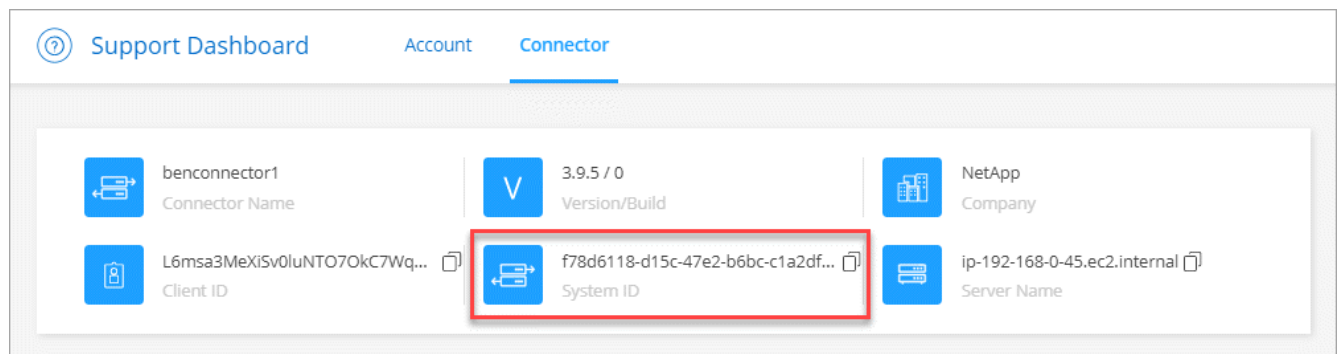 Support Dashboard Account Connector
benconnector1 3.9.5 / 0 NetApp
Connector Name Version/Build Company
L6msa3MeXiSv0luNTO7OkC7Wq... f78d6118-d15c-47e2-b6bc-c1a2df... ip-192-168-0-45.ec2.internal
Client ID System ID Server Name